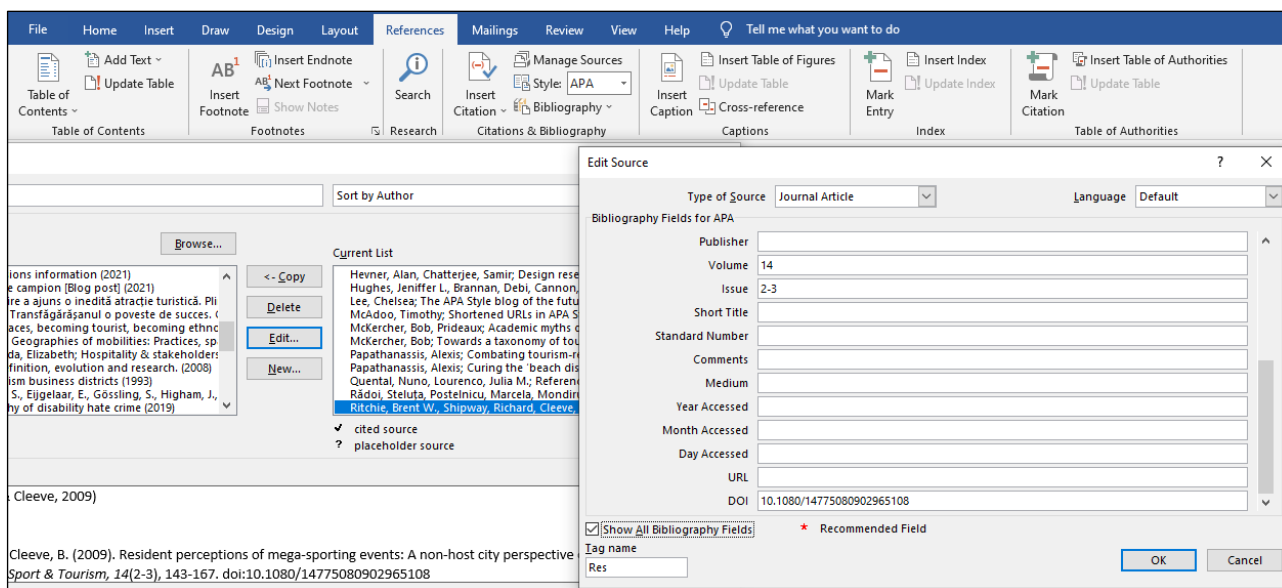 File Home Insert Draw Design Layout References Mailings Review View Help Tell me what you want to do
Table of Contents
Add Text
Update Table
Table of Contents
AB1
Insert Footnote
Insert Endnote
AB1 Next Footnote
Show Notes
Footnotes
Search
Research
Insert Citation
Manage Sources
Style: APA
Bibliography
Citations & Bibliography
Insert Caption
Insert Table of Figures
Update Table
Cross-reference
Captions
Mark Entry
Insert Index
Update Index
Index
Mark Citation
Insert Table of Authorities
Update Table
Table of Authorities
Sort by Author
Browse...
ions information (2021)
e campion [Blog post] (2021)
ire a ajuns o inedită atracție turistică. Pli
Transfăgărășanul o poveste de succes.
aces, becoming tourist, becoming ethno
Geographies of mobilities: Practices, sp
da, Elizabeth; Hospitality & stakeholders
finition, evolution and research. (2008)
ism business districts (1993)
S., Eijgelaar, E., Gössling, S., Higham, J.,
hy of disability hate crime (2019)
<- Copy
Delete
Edit...
New...
Current List
Hevner, Alan, Chatterjee, Samir; Design rese
Hughes, Jeniffer L., Brannan, Debi, Cannon,
Lee, Chelsea; The APA Style blog of the futu
McAdoo, Timothy; Shortened URLs in APA S
McKercher, Bob, Prideaux; Academic myths o
McKercher, Bob; Towards a taxonomy of tou
Papathanassis, Alexis; Combating tourism-r
Papathanassis, Alexis; Curing the 'beach dis
Quental, Nuno, Lourenco, Julia M.; Referenc
Rădoi, Steluța, Postelnicu, Marcela, Mondiru
Ritchie, Brent W., Shipway, Richard, Cleeve,
✓ cited source
? placeholder source
Cleeve, 2009)
Cleeve, B. (2009). Resident perceptions of mega-sporting events: A non-host city perspective
Sport & Tourism, 14(2-3), 143-167. doi:10.1080/14775080902965108
Edit Source ? ×
Type of Source Journal Article
Language Default
Bibliography Fields for APA
Publisher
Volume 14
Issue 2-3
Short Title
Standard Number
Comments
Medium
Year Accessed
Month Accessed
Day Accessed
URL
DOI 10.1080/14775080902965108
Show All Bibliography Fields
* Recommended Field
Tag name
Res
OK
Cancel